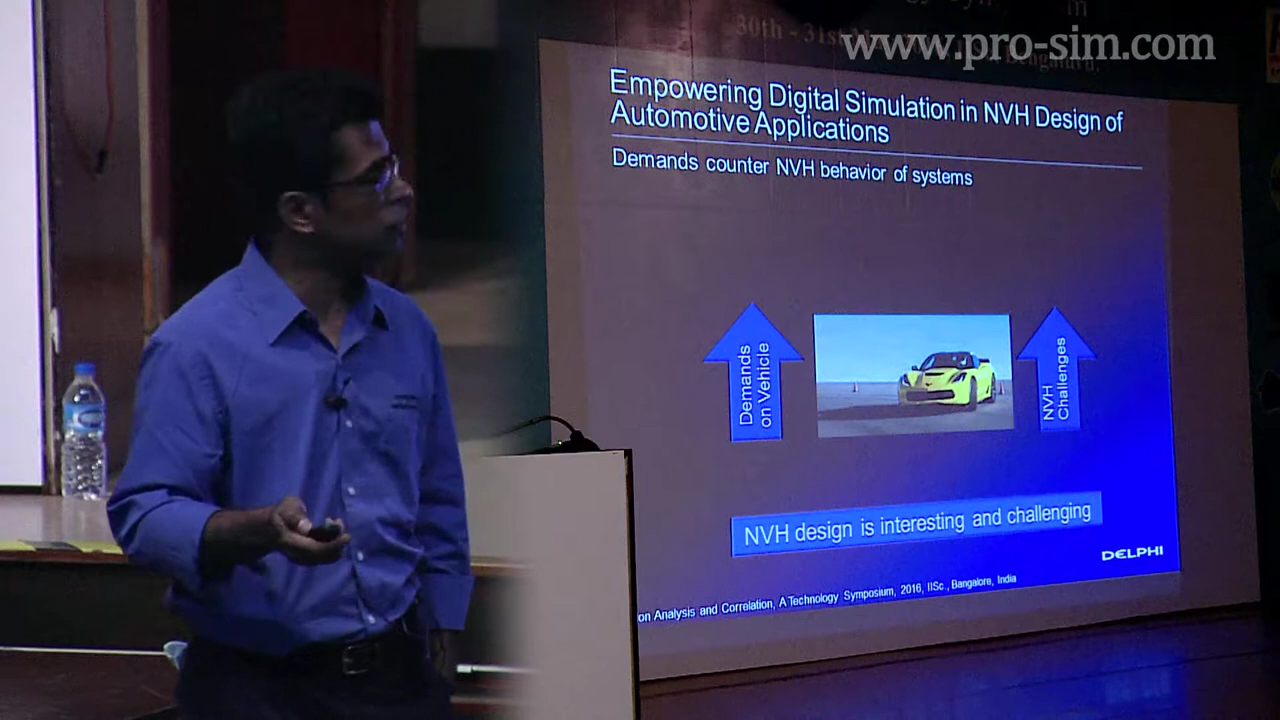 www.pro-sim.com
30th - 31st
Empowering Digital Simulation in NVH Design of
Automotive Applications
Demands counter NVH behavior of systems
Demands
on Vehicle
NVH
Challenges
NVH design is interesting and challenging
DELPHI
on Analysis and Correlation, A Technology Symposium, 2016, IISc., Bangalore, India